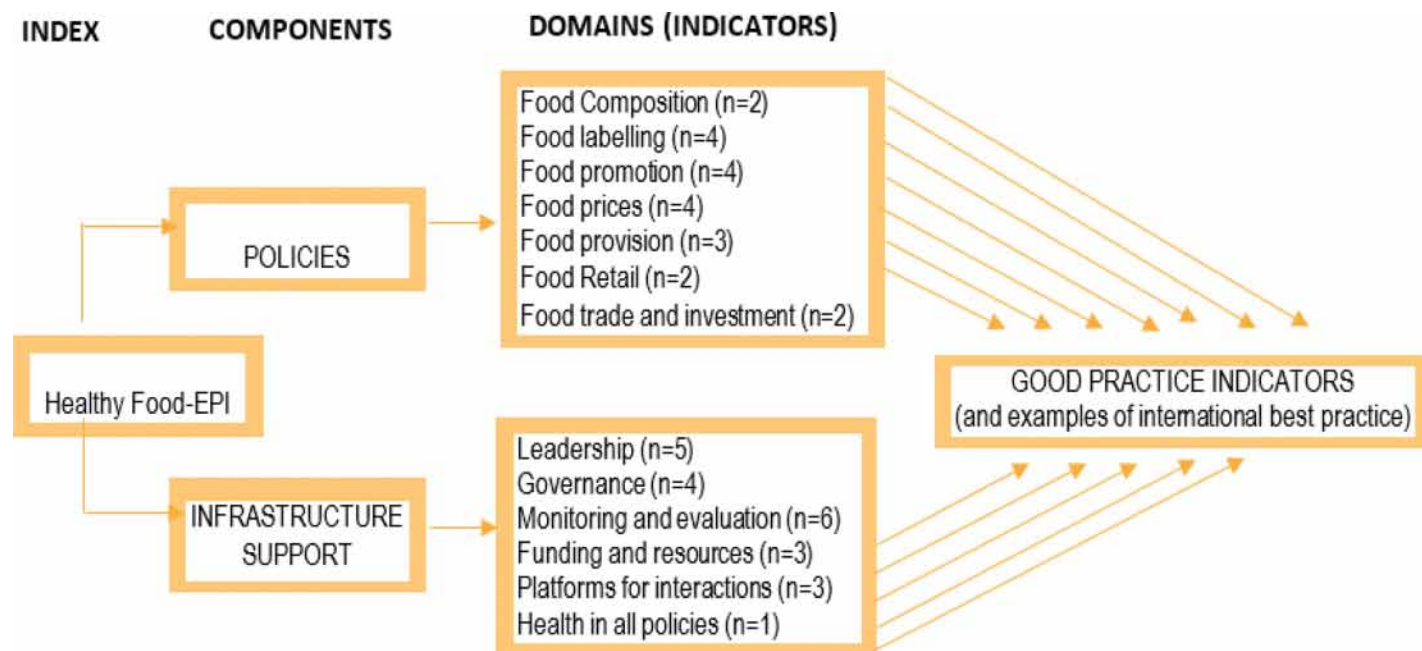 INDEX
COMPONENTS
DOMAINS (INDICATORS)
Food Composition (n=2)
Food labelling (n=4)
Food promotion (n=4)
Food prices (n=4)
Food provision (n=3)
Food Retail (n=2)
Food trade and investment (n=2)
POLICIES
Healthy Food-EPI
INFRASTRUCTURE
SUPPORT
Leadership (n=5)
Governance (n=4)
Monitoring and evaluation (n=6)
Funding and resources (n=3)
Platforms for interactions (n=3)
Health in all policies (n=1)
GOOD PRACTICE INDICATORS
(and examples of international best practice)